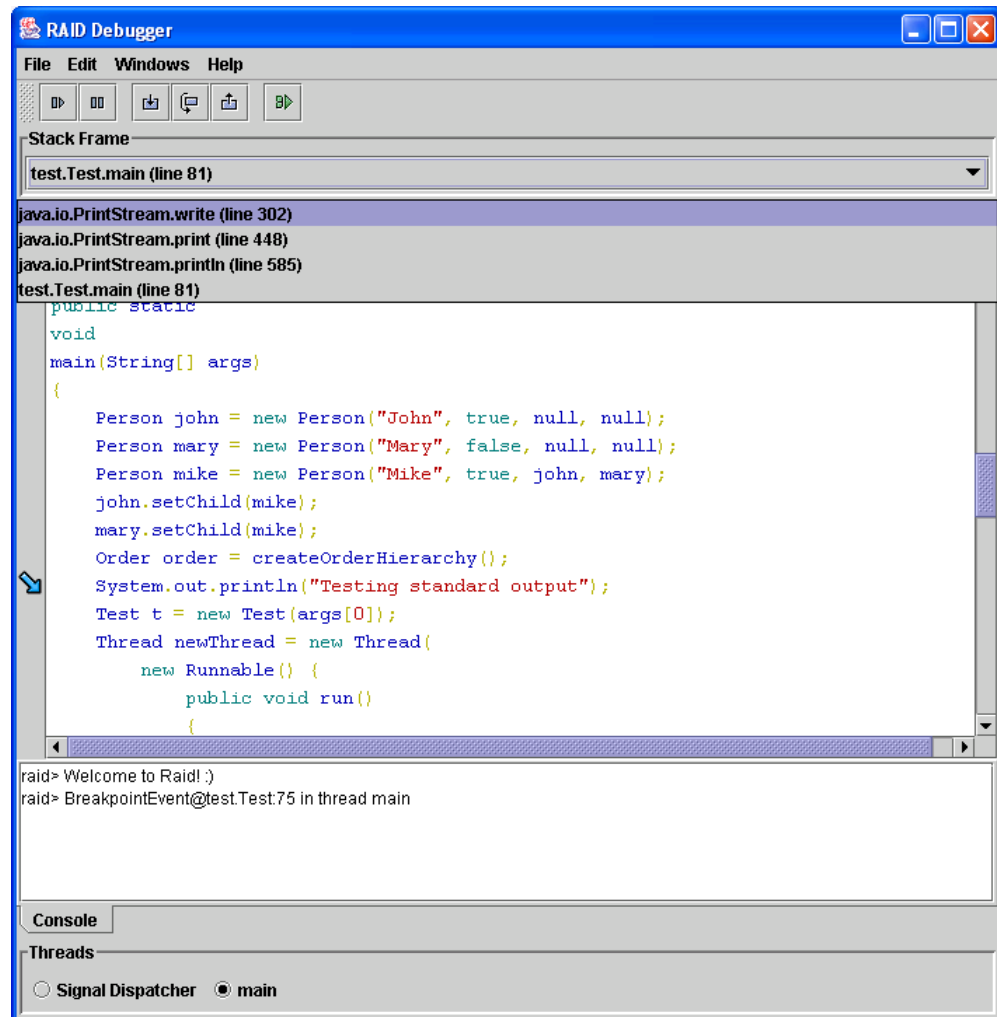 RAID Debugger
File Edit Windows Help
Stack Frame
test.Test.main (line 81)
java.io.PrintStream.write (line 302)
java.io.PrintStream.print (line 448)
java.io.PrintStream.println (line 585)
test.Test.main (line 81)
public static
void
main(String[] args)
{
Person john = new Person("John", true, null, null);
Person mary = new Person("Mary", false, null, null);
Person mike = new Person("Mike", true, john, mary);
john.setChild(mike);
mary.setChild(mike);
Order order = createOrderHierarchy();
System.out.println("Testing standard output");
Test t = new Test(args[0]);
Thread newThread = new Thread(
new Runnable() {
public void run()
{
raid> Welcome to Raid! :)
raid> BreakpointEvent@test.Test:75 in thread main
Console
Threads
Signal Dispatcher main